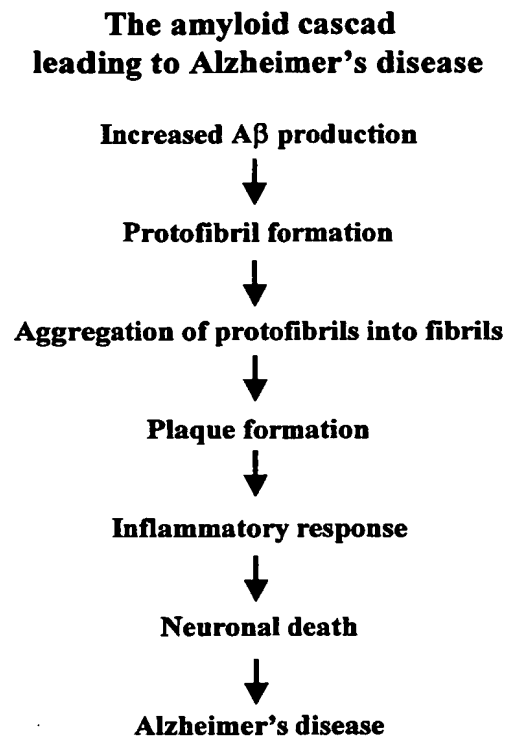 The amyloid cascad
leading to Alzheimer's disease
Increased Aβ production
Protofibril formation
Aggregation of protofibrils into fibrils
Plaque formation
Inflammatory response
Neuronal death
Alzheimer's disease